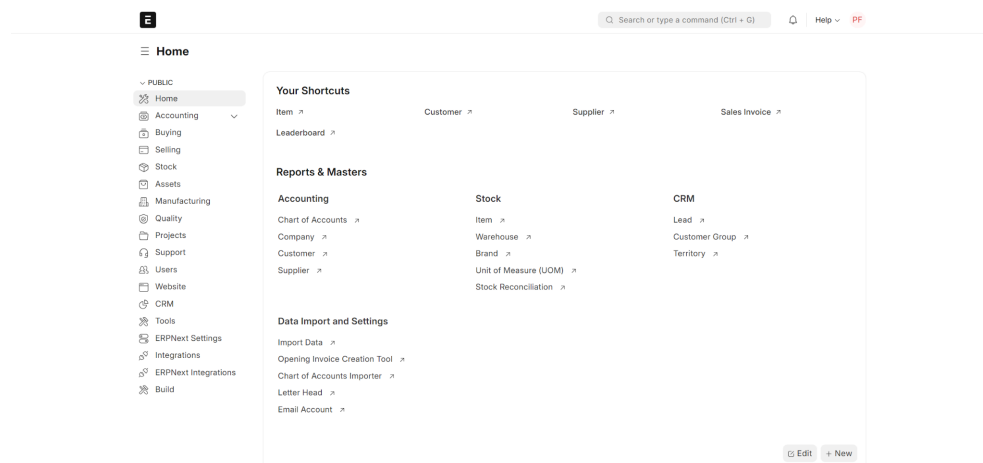 E
Search or type a command (Ctrl + G)
Help
PF
Home
PUBLIC
Home
Accounting
Buying
Selling
Stock
Assets
Manufacturing
Quality
Projects
Support
Users
Website
CRM
Tools
ERPNext Settings
Integrations
ERPNext Integrations
Build
Your Shortcuts
Item Customer Supplier Sales Invoice
Leaderboard
Reports & Masters
Accounting
Chart of Accounts
Company
Customer
Supplier
Stock
Item
Warehouse
Brand
Unit of Measure (UOM)
Stock Reconciliation
CRM
Lead
Customer Group
Territory
Data Import and Settings
Import Data
Opening Invoice Creation Tool
Chart of Accounts Importer
Letter Head
Email Account
Edit + New